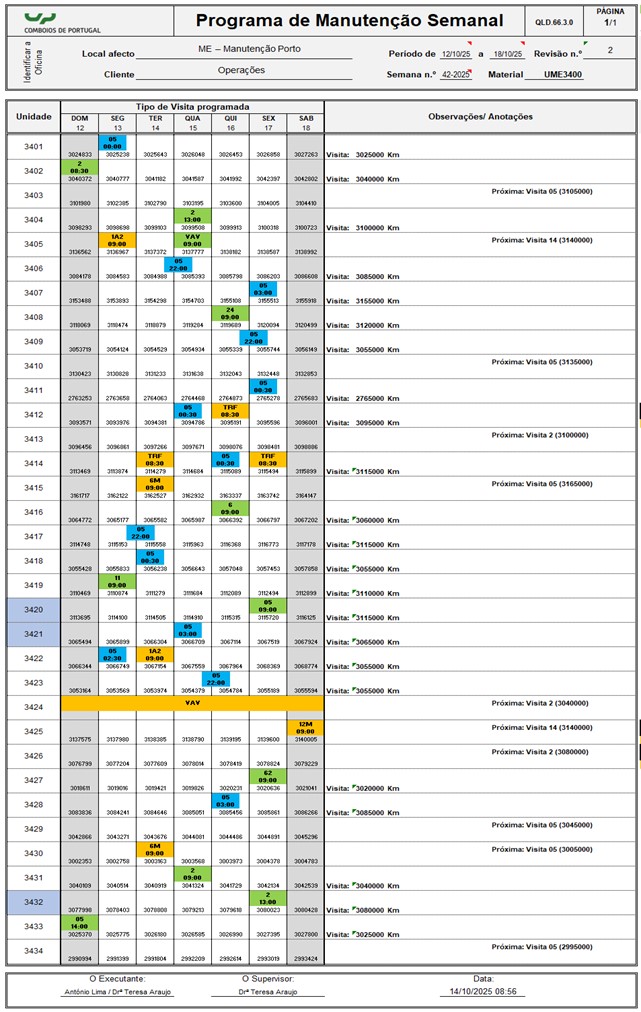 COMBOIOS DE PORTUGAL
Programa de Manutenção Semanal
QLD.66.3.0
PÁGINA
1/1
Identificar a Oficina
Local afecto ME – Manutenção Porto
Período de 12/10/25 a 18/10/25 Revisão n.º 2
Cliente Operações
Semana n.º 42-2025 Material UME3400
Unidade
Tipo de Visita programada
Observações/ Anotações
DOM SEG TER QUA QUI SEX SAB
12 13 14 15 16 17 18
05
00:00
3401 3024833 3025238 3025643 3026048 3026453 3026858 3027263 Visita: 3025000 Km
2
08:30
3402 3040372 3040777 3041182 3041587 3041992 3042397 3042802 Visita: 3040000 Km
3403 3101980 3102385 3102790 3103195 3103600 3104005 3104410 Próxima: Visita 05 (3105000)
2
13:00
3404 3098293 3098698 3099103 3099508 3099913 3100318 3100723 Visita: 3100000 Km
IA2 VAV
09:00 09:00
3405 3136562 3136967 3137372 3137777 3138182 3138587 3138992 Próxima: Visita 14 (3140000)
05
22:00
3406 3084178 3084583 3084988 3085393 3085798 3086203 3086608 Visita: 3085000 Km
05
03:00
3407 3153488 3153893 3154298 3154703 3155108 3155513 3155918 Visita: 3155000 Km
24
09:00
3408 3118069 3118474 3118879 3119284 3119689 3120094 3120499 Visita: 3120000 Km
05
22:00
3409 3053719 3054124 3054529 3054934 3055339 3055744 3056149 Visita: 3055000 Km
3410 3130423 3130828 3131233 3131638 3132043 3132448 3132853 Próxima: Visita 05 (3135000)
05
00:30
3411 2763253 2763658 2764063 2764468 2764873 2765278 2765683 Visita: 2765000 Km
05 TRF
00:30 08:30
3412 3093571 3093976 3094381 3094786 3095191 3095596 3096001 Visita: 3095000 Km
3413 3096456 3096861 3097266 3097671 3098076 3098481 3098886 Próxima: Visita 2 (3100000)
TRF 05 TRF
08:30 00:30 08:30
3414 3113469 3113874 3114279 3114684 3115089 3115494 3115899 Visita: 3115000 Km
6M
09:00
3415 3161717 3162122 3162527 3162932 3163337 3163742 3164147 Próxima: Visita 05 (3165000)
6
09:00
3416 3064772 3065177 3065582 3065987 3066392 3066797 3067202 Visita: 3060000 Km
05
22:00
3417 3114748 3115153 3115558 3115963 3116368 3116773 3117178 Visita: 3115000 Km
05
00:30
3418 3055428 3055833 3056238 3056643 3057048 3057453 3057858 Visita: 3055000 Km
11
09:00
3419 3110469 3110874 3111279 3111684 3112089 3112494 3112899 Visita: 3110000 Km
05
09:00
3420 3113695 3114100 3114505 3114910 3115315 3115720 3116125 Visita: 3115000 Km
05
03:00
3421 3065494 3065899 3066304 3066709 3067114 3067519 3067924 Visita: 3065000 Km
05 IA2
02:30 09:00
3422 3066344 3066749 3067154 3067559 3067964 3068369 3068774 Visita: 3055000 Km
05
22:00
3423 3053164 3053569 3053974 3054379 3054784 3055189 3055594 Visita: 3055000 Km
3424 VAV Próxima: Visita 2 (3040000)
12M
09:00
3425 3137575 3137980 3138385 3138790 3139195 3139600 3140005 Próxima: Visita 14 (3140000)
3426 3076799 3077204 3077609 3078014 3078419 3078824 3079229 Próxima: Visita 2 (3080000)
62
09:00
3427 3018611 3019016 3019421 3019826 3020231 3020636 3021041 Visita: 3020000 Km
05
03:00
3428 3083836 3084241 3084646 3085051 3085456 3085861 3086266 Visita: 3085000 Km
3429 3042866 3043271 3043676 3044081 3044486 3044891 3045296 Próxima: Visita 05 (3045000)
6M
09:00
3430 3002353 3002758 3003163 3003568 3003973 3004378 3004783 Próxima: Visita 05 (3005000)
2
09:00
3431 3040109 3040514 3040919 3041324 3041729 3042134 3042539 Visita: 3040000 Km
2
13:00
3432 3077998 3078403 3078808 3079213 3079618 3080023 3080428 Visita: 3080000 Km
05
14:00
3433 3025370 3025775 3026180 3026585 3026990 3027395 3027800 Visita: 3025000 Km
3434 2990994 2991399 2991804 2992209 2992614 2993019 2993424 Próxima: Visita 05 (2995000)
O Executante: O Supervisor: Data:
António Lima / Drª Teresa Araujo Drª Teresa Araujo 14/10/2025 08:56